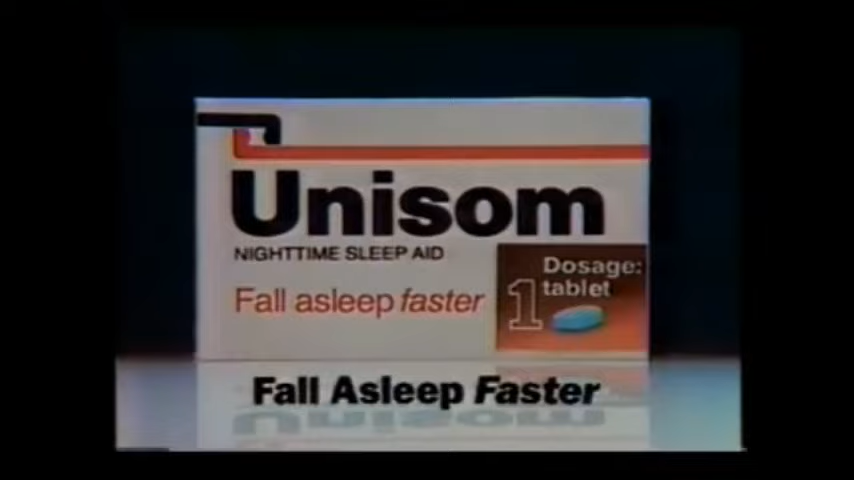 Unisom
NIGHTTIME SLEEP AID
Fall asleep faster
Dosage:
1 tablet
Fall Asleep Faster